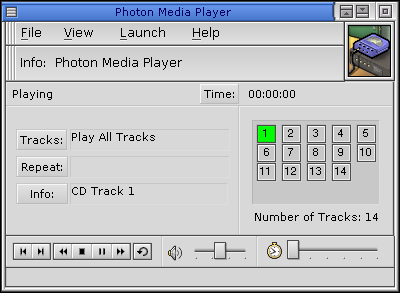 Photon Media Player
File View Launch Help
Info: Photon Media Player
Playing Time: 00:00:00
Tracks: Play All Tracks
Repeat:
Info: CD Track 1
1 2 3 4 5
6 7 8 9 10
11 12 13 14
Number of Tracks: 14